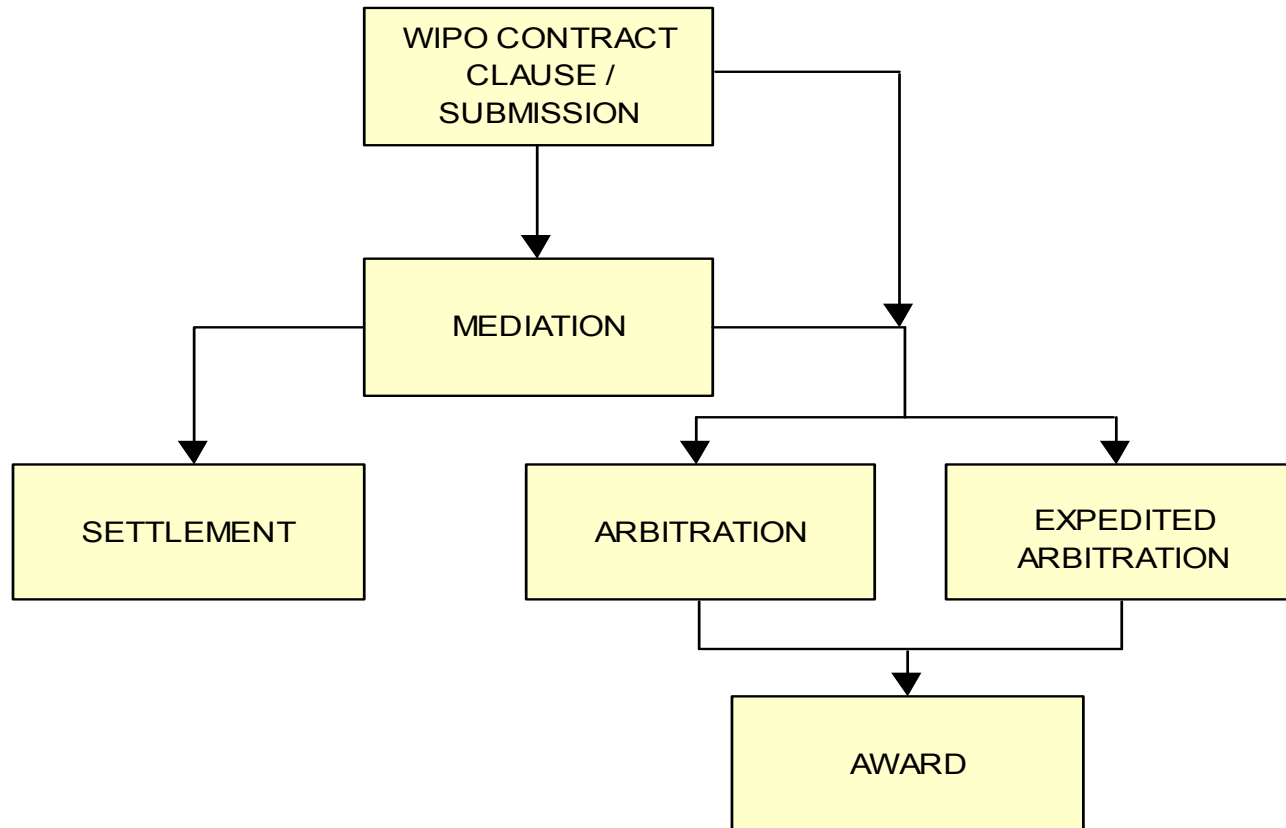 WIPO CONTRACT
CLAUSE /
SUBMISSION
MEDIATION
SETTLEMENT
ARBITRATION
EXPEDITED
ARBITRATION
AWARD